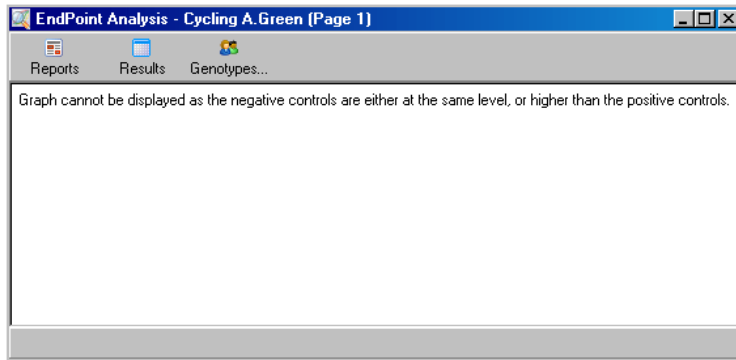 EndPoint Analysis - Cycling A.Green (Page 1)
Reports Results Genotypes...
Graph cannot be displayed as the negative controls are either at the same level, or higher than the positive controls.